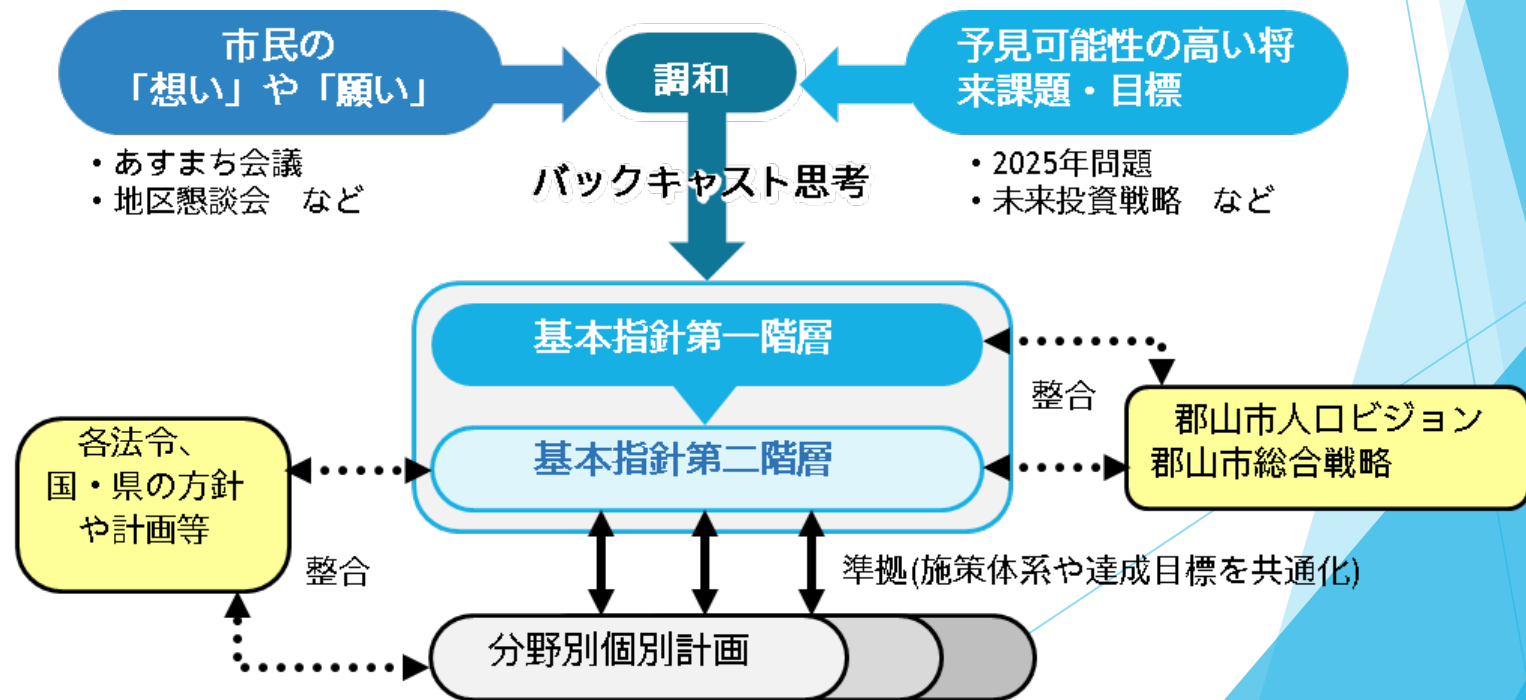 市民の
「想い」や「願い」
調和
予見可能性の高い将
来課題・目標
・あすまち会議
・地区懇談会　など
バックキャスト思考
・2025年問題
・未来投資戦略　など
基本指針第一階層
整合
基本指針第二階層
郡山市人口ビジョン
郡山市総合戦略
各法令、
国・県の方針
や計画等
整合
準拠(施策体系や達成目標を共通化)
分野別個別計画